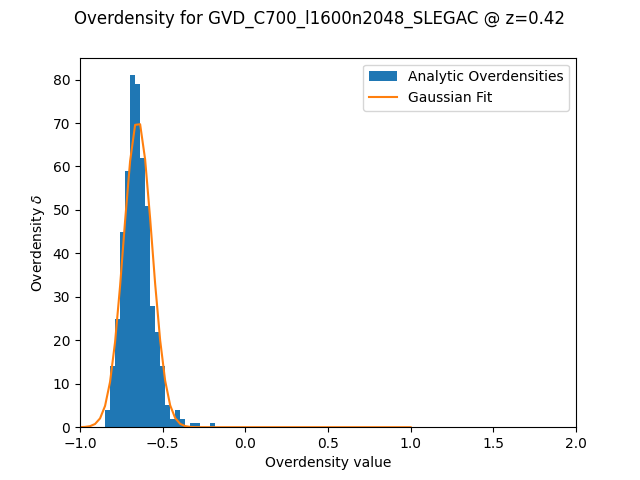 Overdensity for GVD_C700_l1600n2048_SLEGAC @ z=0.42
Analytic Overdensities
Gaussian Fit
Overdensity δ
80
70
60
50
40
30
20
10
0
−1.0 −0.5 0.0 0.5 1.0 1.5 2.0
Overdensity value